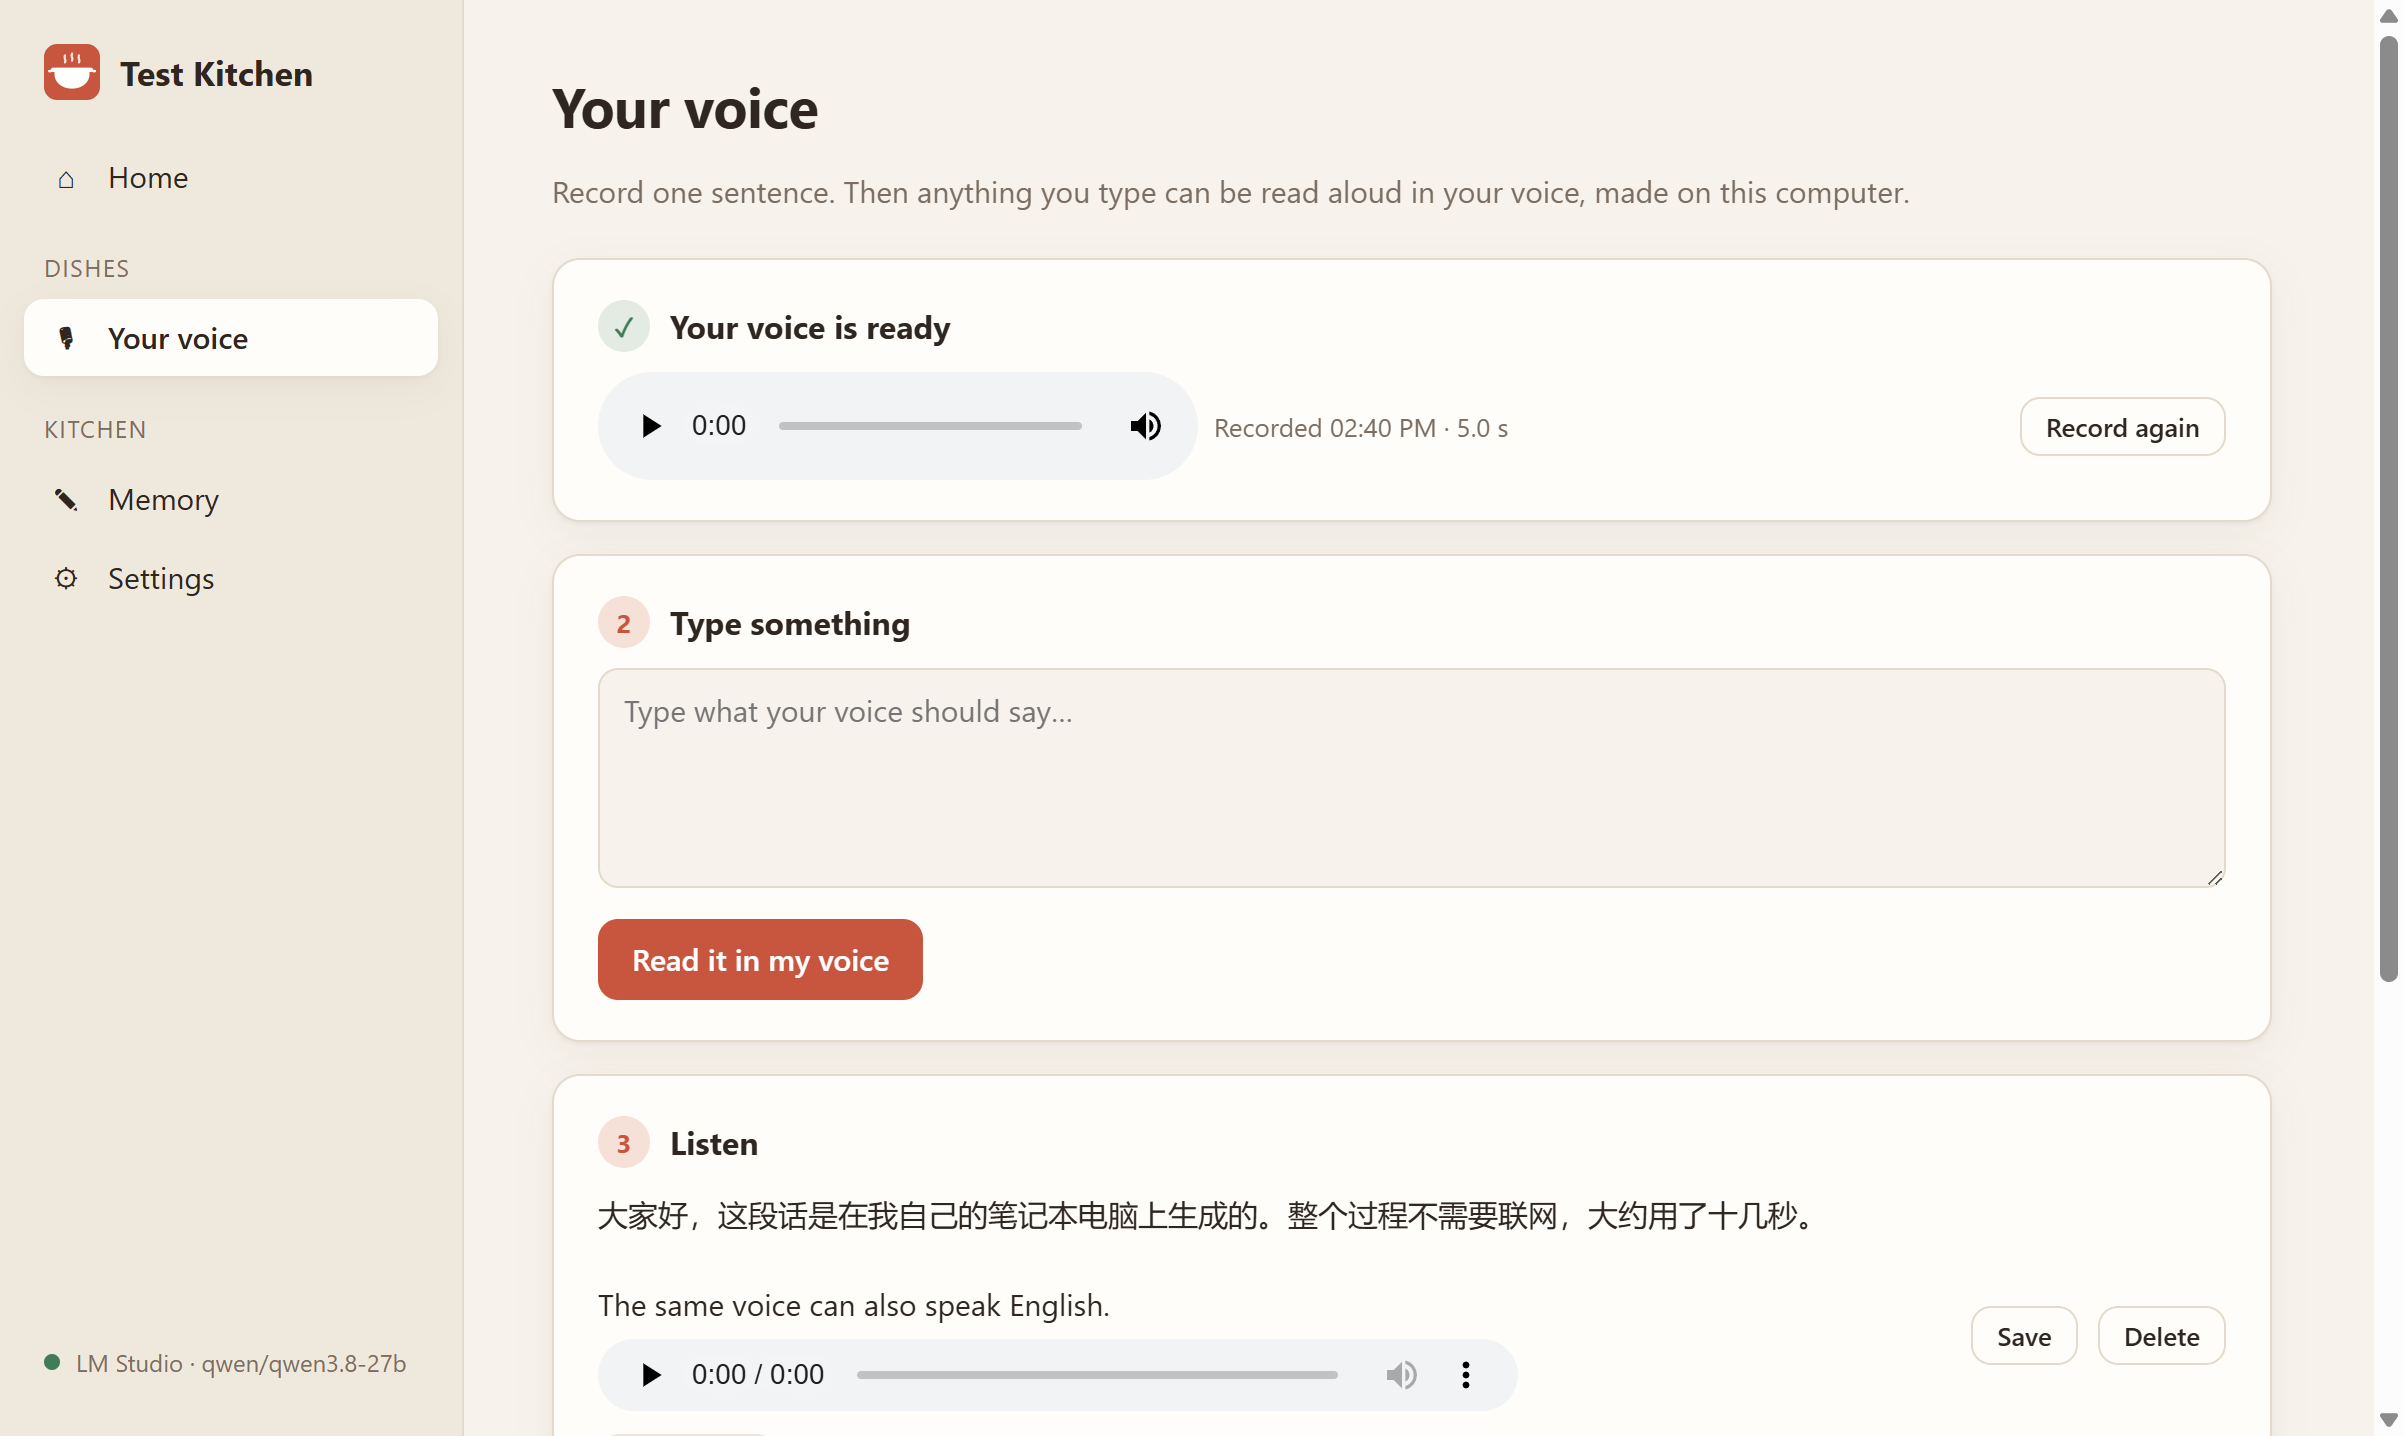 Test Kitchen
Home
DISHES
Your voice
KITCHEN
Memory
Settings
LM Studio · qwen/qwen3.8-27b
Your voice
Record one sentence. Then anything you type can be read aloud in your voice, made on this computer.
✓ Your voice is ready
0:00
Recorded 02:40 PM · 5.0 s
Record again
2 Type something
Type what your voice should say...
Read it in my voice
3 Listen
大家好，这段话是在我自己的笔记本电脑上生成的。整个过程不需要联网，大约用了十几秒。
The same voice can also speak English.
Save
Delete
0:00 / 0:00